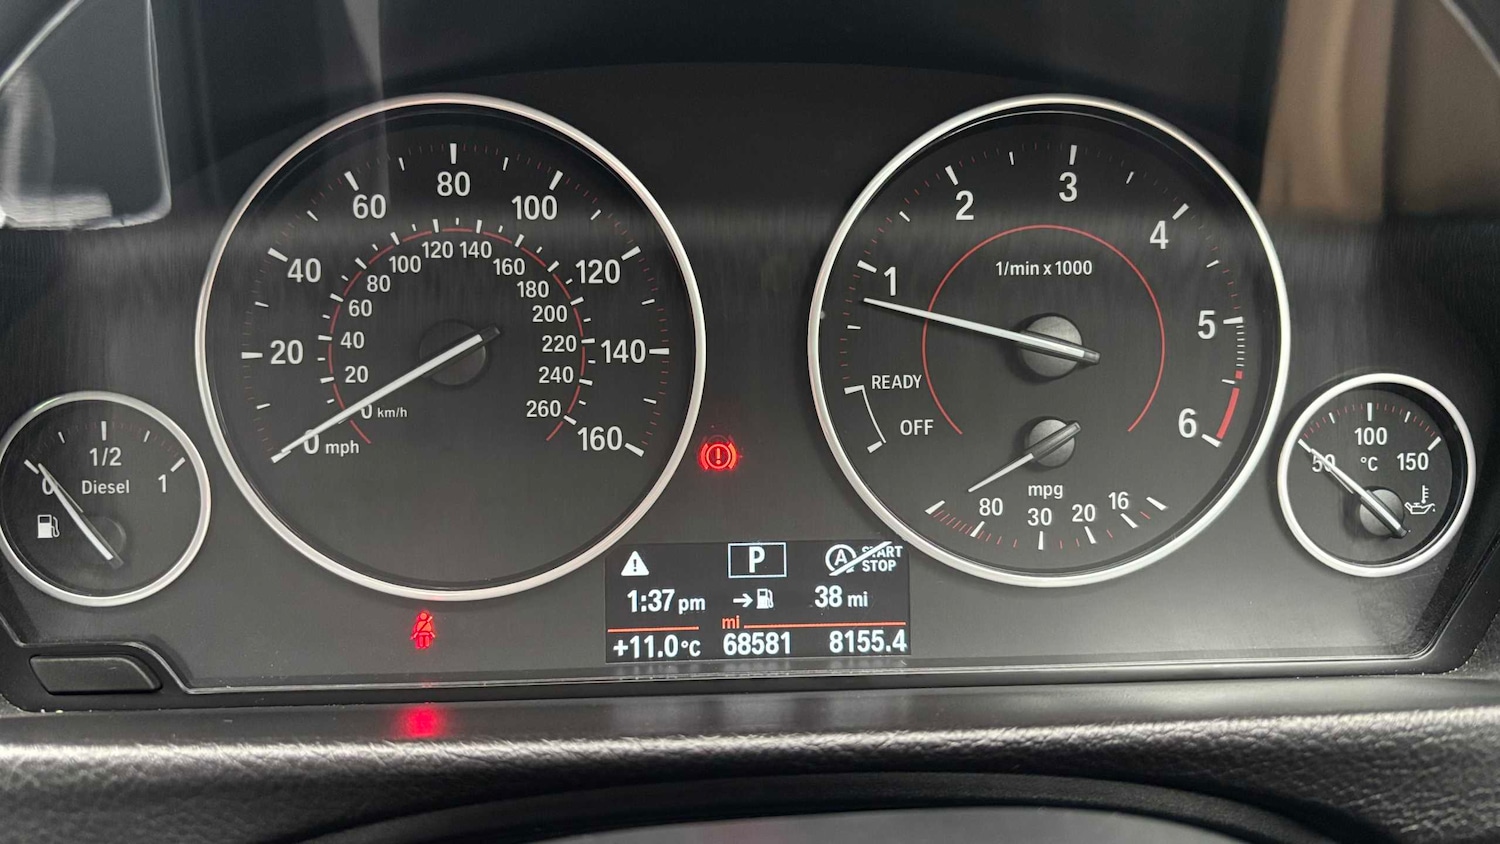 20
40
60
80
100
120
140
160
0 mph
0 km/h
20
40
60
80
100
120
140
160
180
200
220
240
260
0
1/2
1
Diesel
P
A START STOP
1:37 pm
38 mi
+11.0°C
mi
68581
8155.4
1
2
3
4
5
6
1/min x 1000
READY
OFF
mpg
80
30
20
16
50
100
150
°C